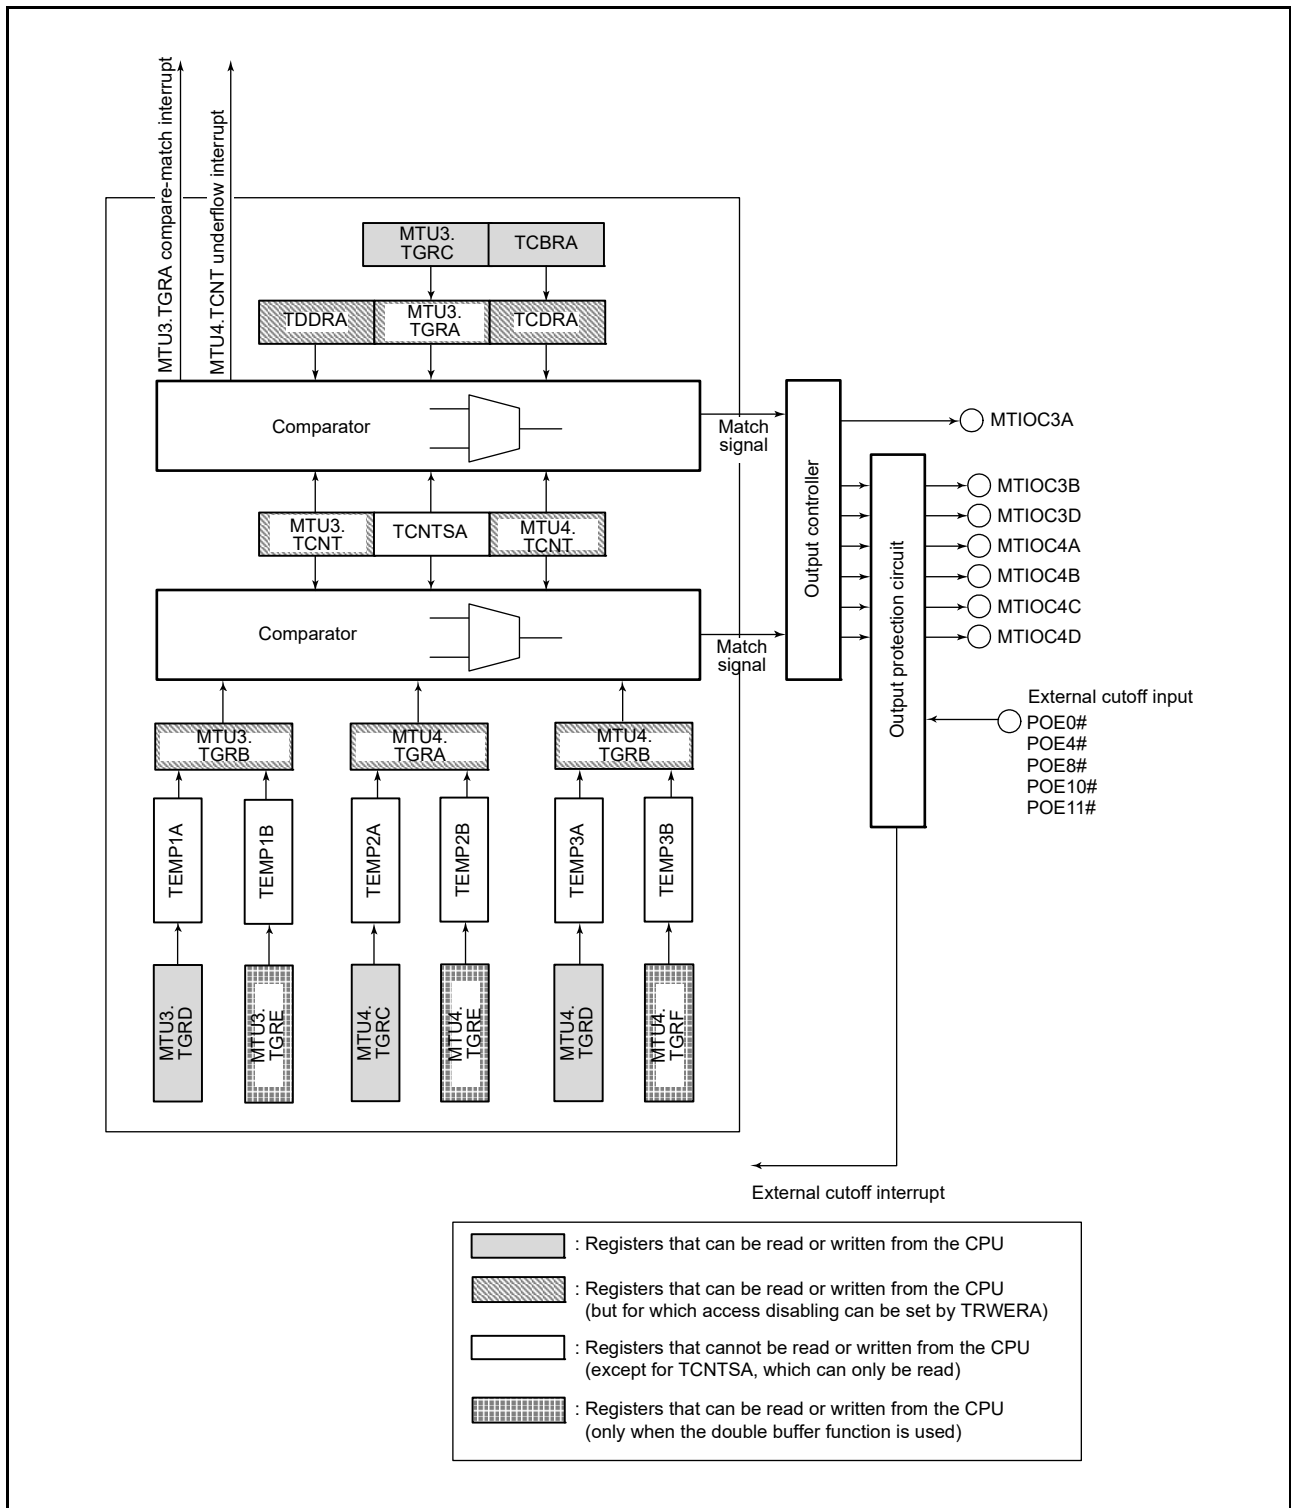 MTU3.TGRA compare-match interrupt
MTU4.TCNT underflow interrupt
MTU3.
TGRC
TCBRA
TDDRA
MTU3.
TGRA
TCDRA
Comparator
Match
signal
MTU3.
TCNT
TCNTSA
MTU4.
TCNT
Comparator
Match
signal
Output controller
Output protection circuit
MTIOC3A
MTIOC3B
MTIOC3D
MTIOC4A
MTIOC4B
MTIOC4C
MTIOC4D
External cutoff input
POE0#
POE4#
POE8#
POE10#
POE11#
MTU3.
TGRB
MTU4.
TGRA
MTU4.
TGRB
TEMP1A
TEMP1B
TEMP2A
TEMP2B
TEMP3A
TEMP3B
MTU3.
TGRD
MTU3.
TGRE
MTU4.
TGRC
MTU4.
TGRE
MTU4.
TGRD
MTU4.
TGRF
External cutoff interrupt
: Registers that can be read or written from the CPU
: Registers that can be read or written from the CPU
(but for which access disabling can be set by TRWERA)
: Registers that cannot be read or written from the CPU
(except for TCNTSA, which can only be read)
: Registers that can be read or written from the CPU
(only when the double buffer function is used)